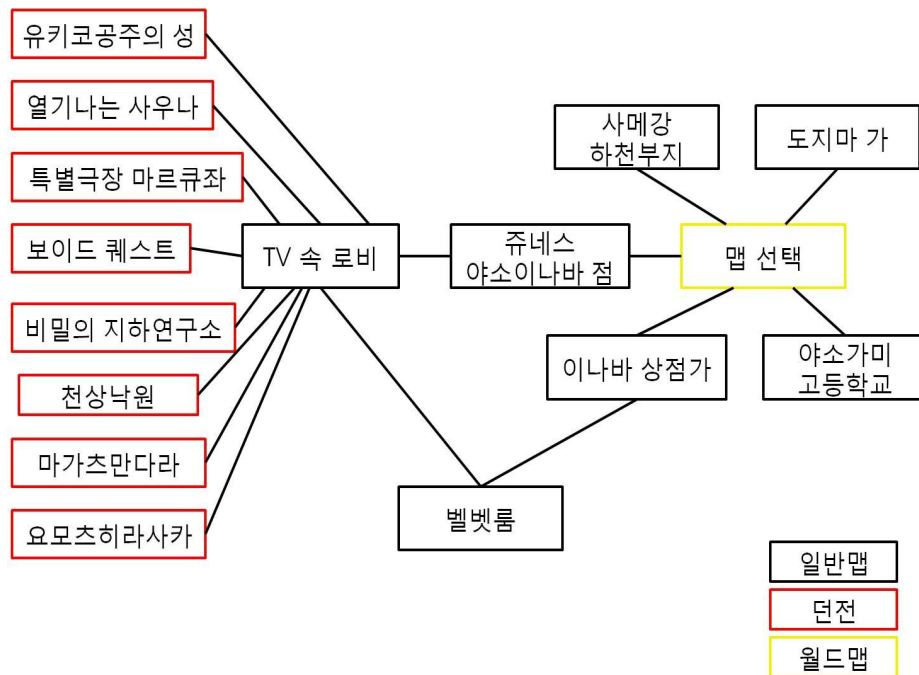 유키코공주의 성
열기나는 사우나
특별극장 마르큐좌
보이드 퀘스트
비밀의 지하연구소
천상낙원
마가츠만다라
요모츠히라사카
TV 속 로비
쥬네스
야소이나바 점
벨벳룸
사메강
하천부지
도지마 가
맵 선택
이나바 상점가
야소가미
고등학교
일반맵
던전
월드맵